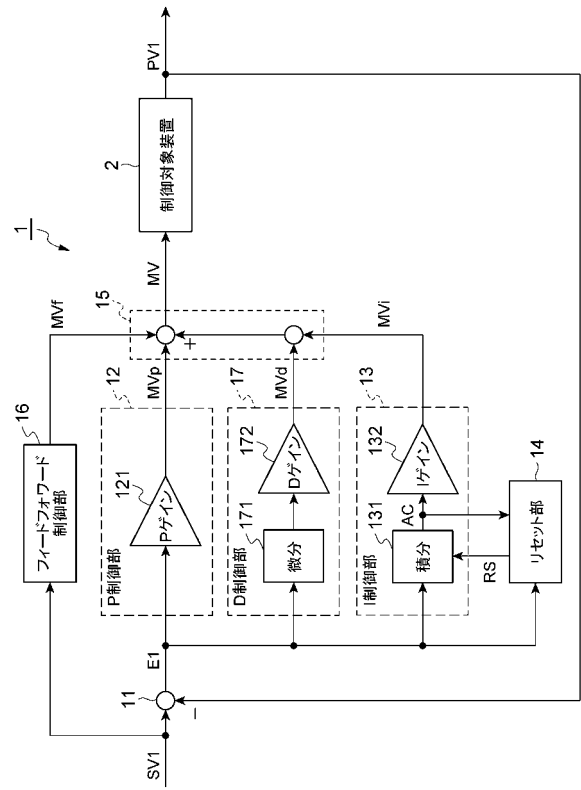 1
16
フィードフォワード
制御部
MVf
12
P制御部
121
Pゲイン
MVp
15
+
MV
2
制御対象装置
PV1
SV1
11
−
E1
17
D制御部
171
微分
172
Dゲイン
MVd
13
I制御部
131
積分
AC
132
Iゲイン
MVi
RS
14
リセット部